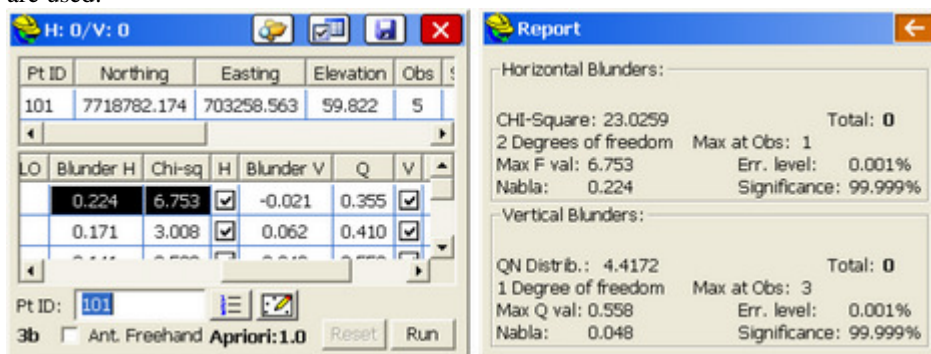 are used.
H: 0/V: 0
Pt ID Northing Easting Elevation Obs
101 7718782.174 703258.563 59.822 5
LO Blunder H Chi-sq H Blunder V Q V
0.224 6.753 -0.021 0.355
0.171 3.008 0.062 0.410
Pt ID: 101
3b Ant. Freehand Apriori:1.0 Reset Run
Report
Horizontal Blunders:
CHI-Square: 23.0259 Total: 0
2 Degrees of freedom Max at Obs: 1
Max F val: 6.753 Err. level: 0.001%
Nabla: 0.224 Significance: 99.999%
Vertical Blunders:
QN Distrib.: 4.4172 Total: 0
1 Degree of freedom Max at Obs: 3
Max Q val: 0.558 Err. level: 0.001%
Nabla: 0.048 Significance: 99.999%